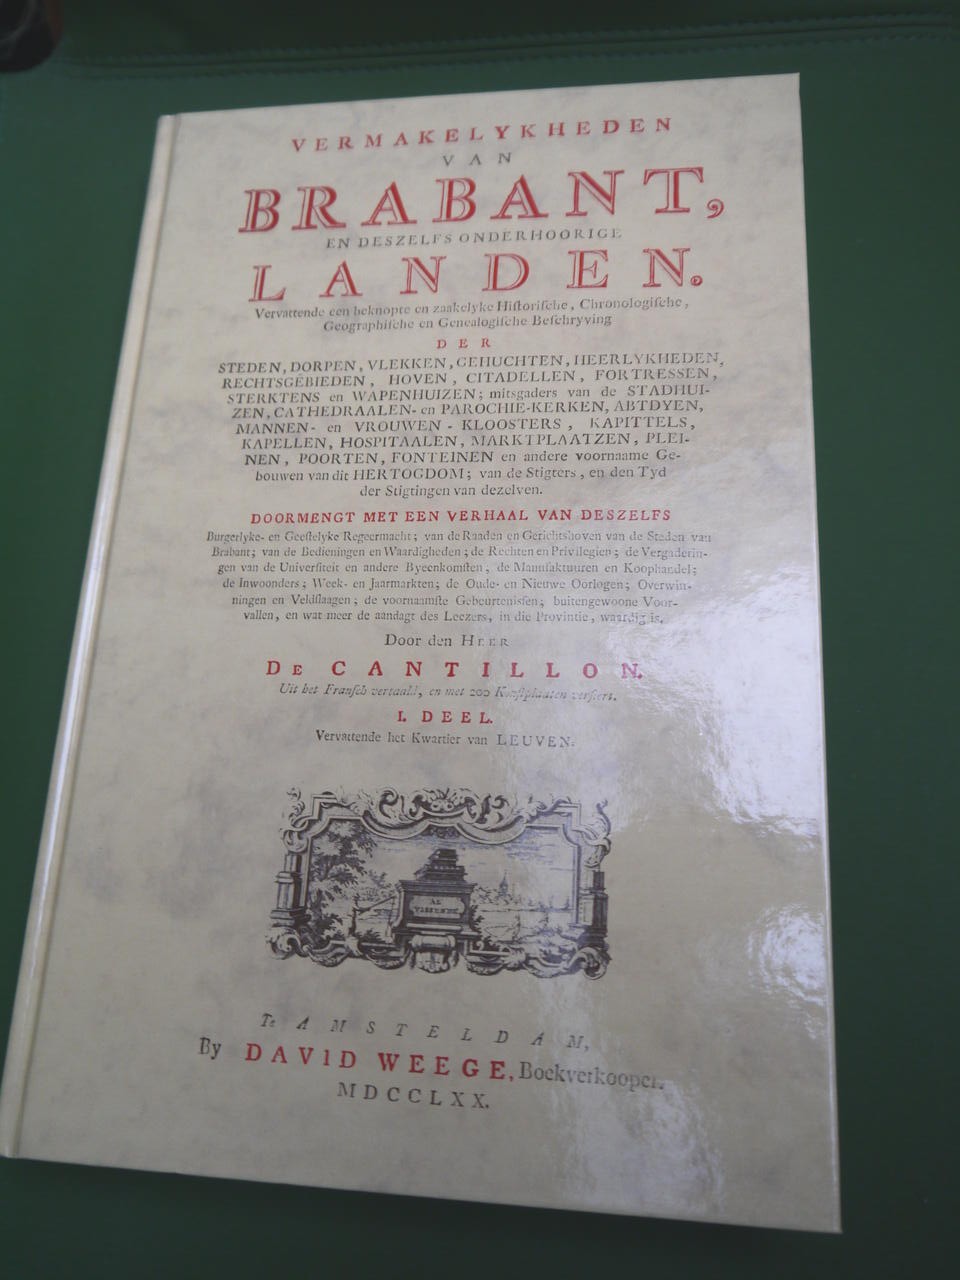 VERMAKELYKHEDEN
VAN
BRABANT,
EN DESZELFS ONDERHOORIGE
LANDEN.
Vervattende een beknopte en zaakelyke Hiſtoriſche, Chronologiſche,
Geographiſche en Genealogiſche Beſchryving
DER
STEDEN, DORPEN, VLEKKEN, GEHUCHTEN, HEERLYKHEDEN,
RECHTSGEBIEDEN, HOVEN, CITADELLEN, FORTRESSEN,
STERKTENS en WAPENHUIZEN; mitsgaders van de STADHUI-
ZEN, CATHEDRAALEN- en PAROCHIE-KERKEN, ABTDYEN,
MANNEN- en VROUWEN-KLOOSTERS, KAPITTELS,
KAPELLEN, HOSPITAALEN, MARKTPLAATZEN, PLEI-
NEN, POORTEN, FONTEINEN en andere voornaame Ge-
bouwen van dit HERTOGDOM; van de Stigters, en den Tyd
der Stigtingen van dezelven.
DOORMENGT MET EEN VERHAAL VAN DESZELFS
Burgerlyke- en Geeſtelyke Regeermacht; van de Raaden en Gerichtshoven van de Steden van
Brabant; van de Bedieningen en Waardigheden; de Rechten en Privilegien; de Vergaderin-
gen van de Univerſiteit en andere Byeenkomſten, de Manufaktuuren en Koophandel;
de Inwoonders; Week- en Jaarmarkten; de Oude- en Nieuwe Oorlogen; Overwin-
ningen en Veldſlaagen; de voornaamſte Gebeurtenisſen; buitengewoone Voor-
vallen, en wat meer de aandagt des Leezers, in die Provintie, waardig is.
Door den HEER
DE CANTILLON.
Uit het Franſch vertaald, en met 200 Konſtplaaten verſiert.
I. DEEL.
Vervattende het Kwartier van LEUVEN.
Te AMSTELDAM,
By DAVID WEEGE, Boekverkooper.
MDCCLXX.